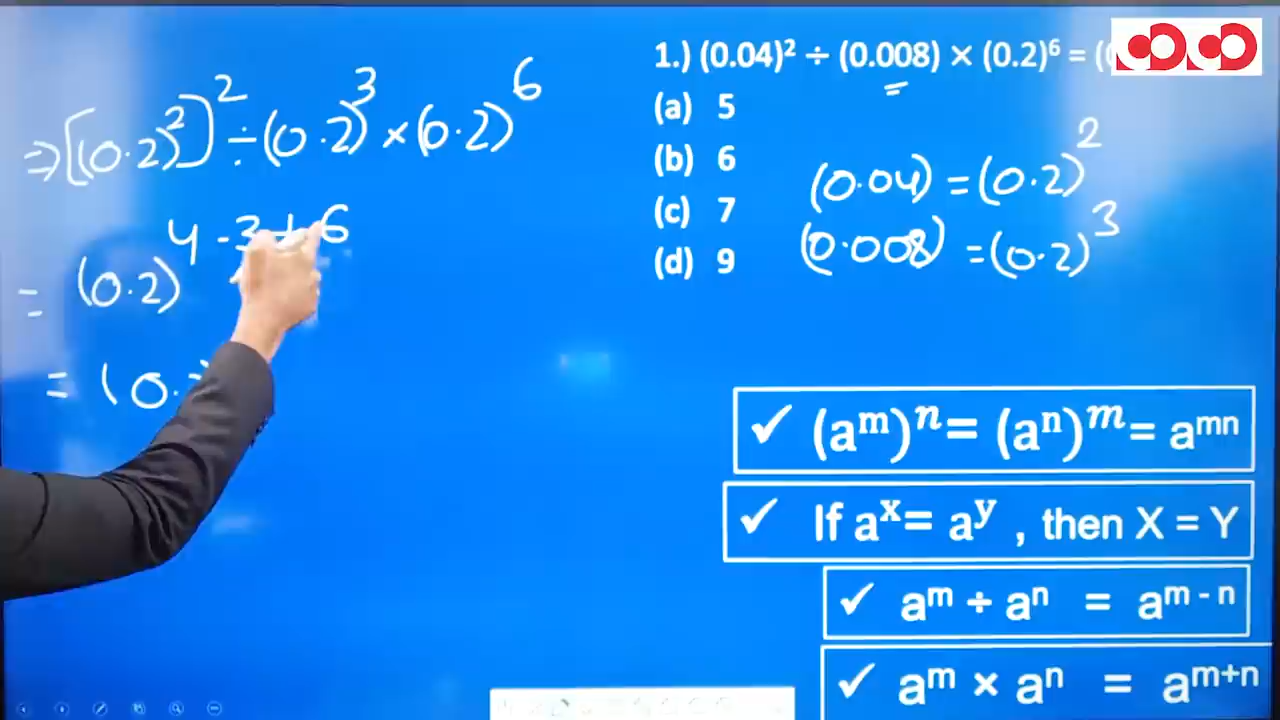 1.) (0.04)² ÷ (0.008) × (0.2)⁶ = (
(a) 5
(b) 6
(c) 7
(d) 9
(0.04) = (0.2)²
(0.008) = (0.2)³
⇒ [(0.2)²]² ÷ (0.2)³ × (0.2)⁶
= (0.2)⁴⁻³⁺⁶
= (0.
✓ (aᵐ)ⁿ = (aⁿ)ᵐ = aᵐⁿ
✓ If aˣ = aʸ , then X = Y
✓ aᵐ ÷ aⁿ = aᵐ⁻ⁿ
✓ aᵐ × aⁿ = aᵐ⁺ⁿ